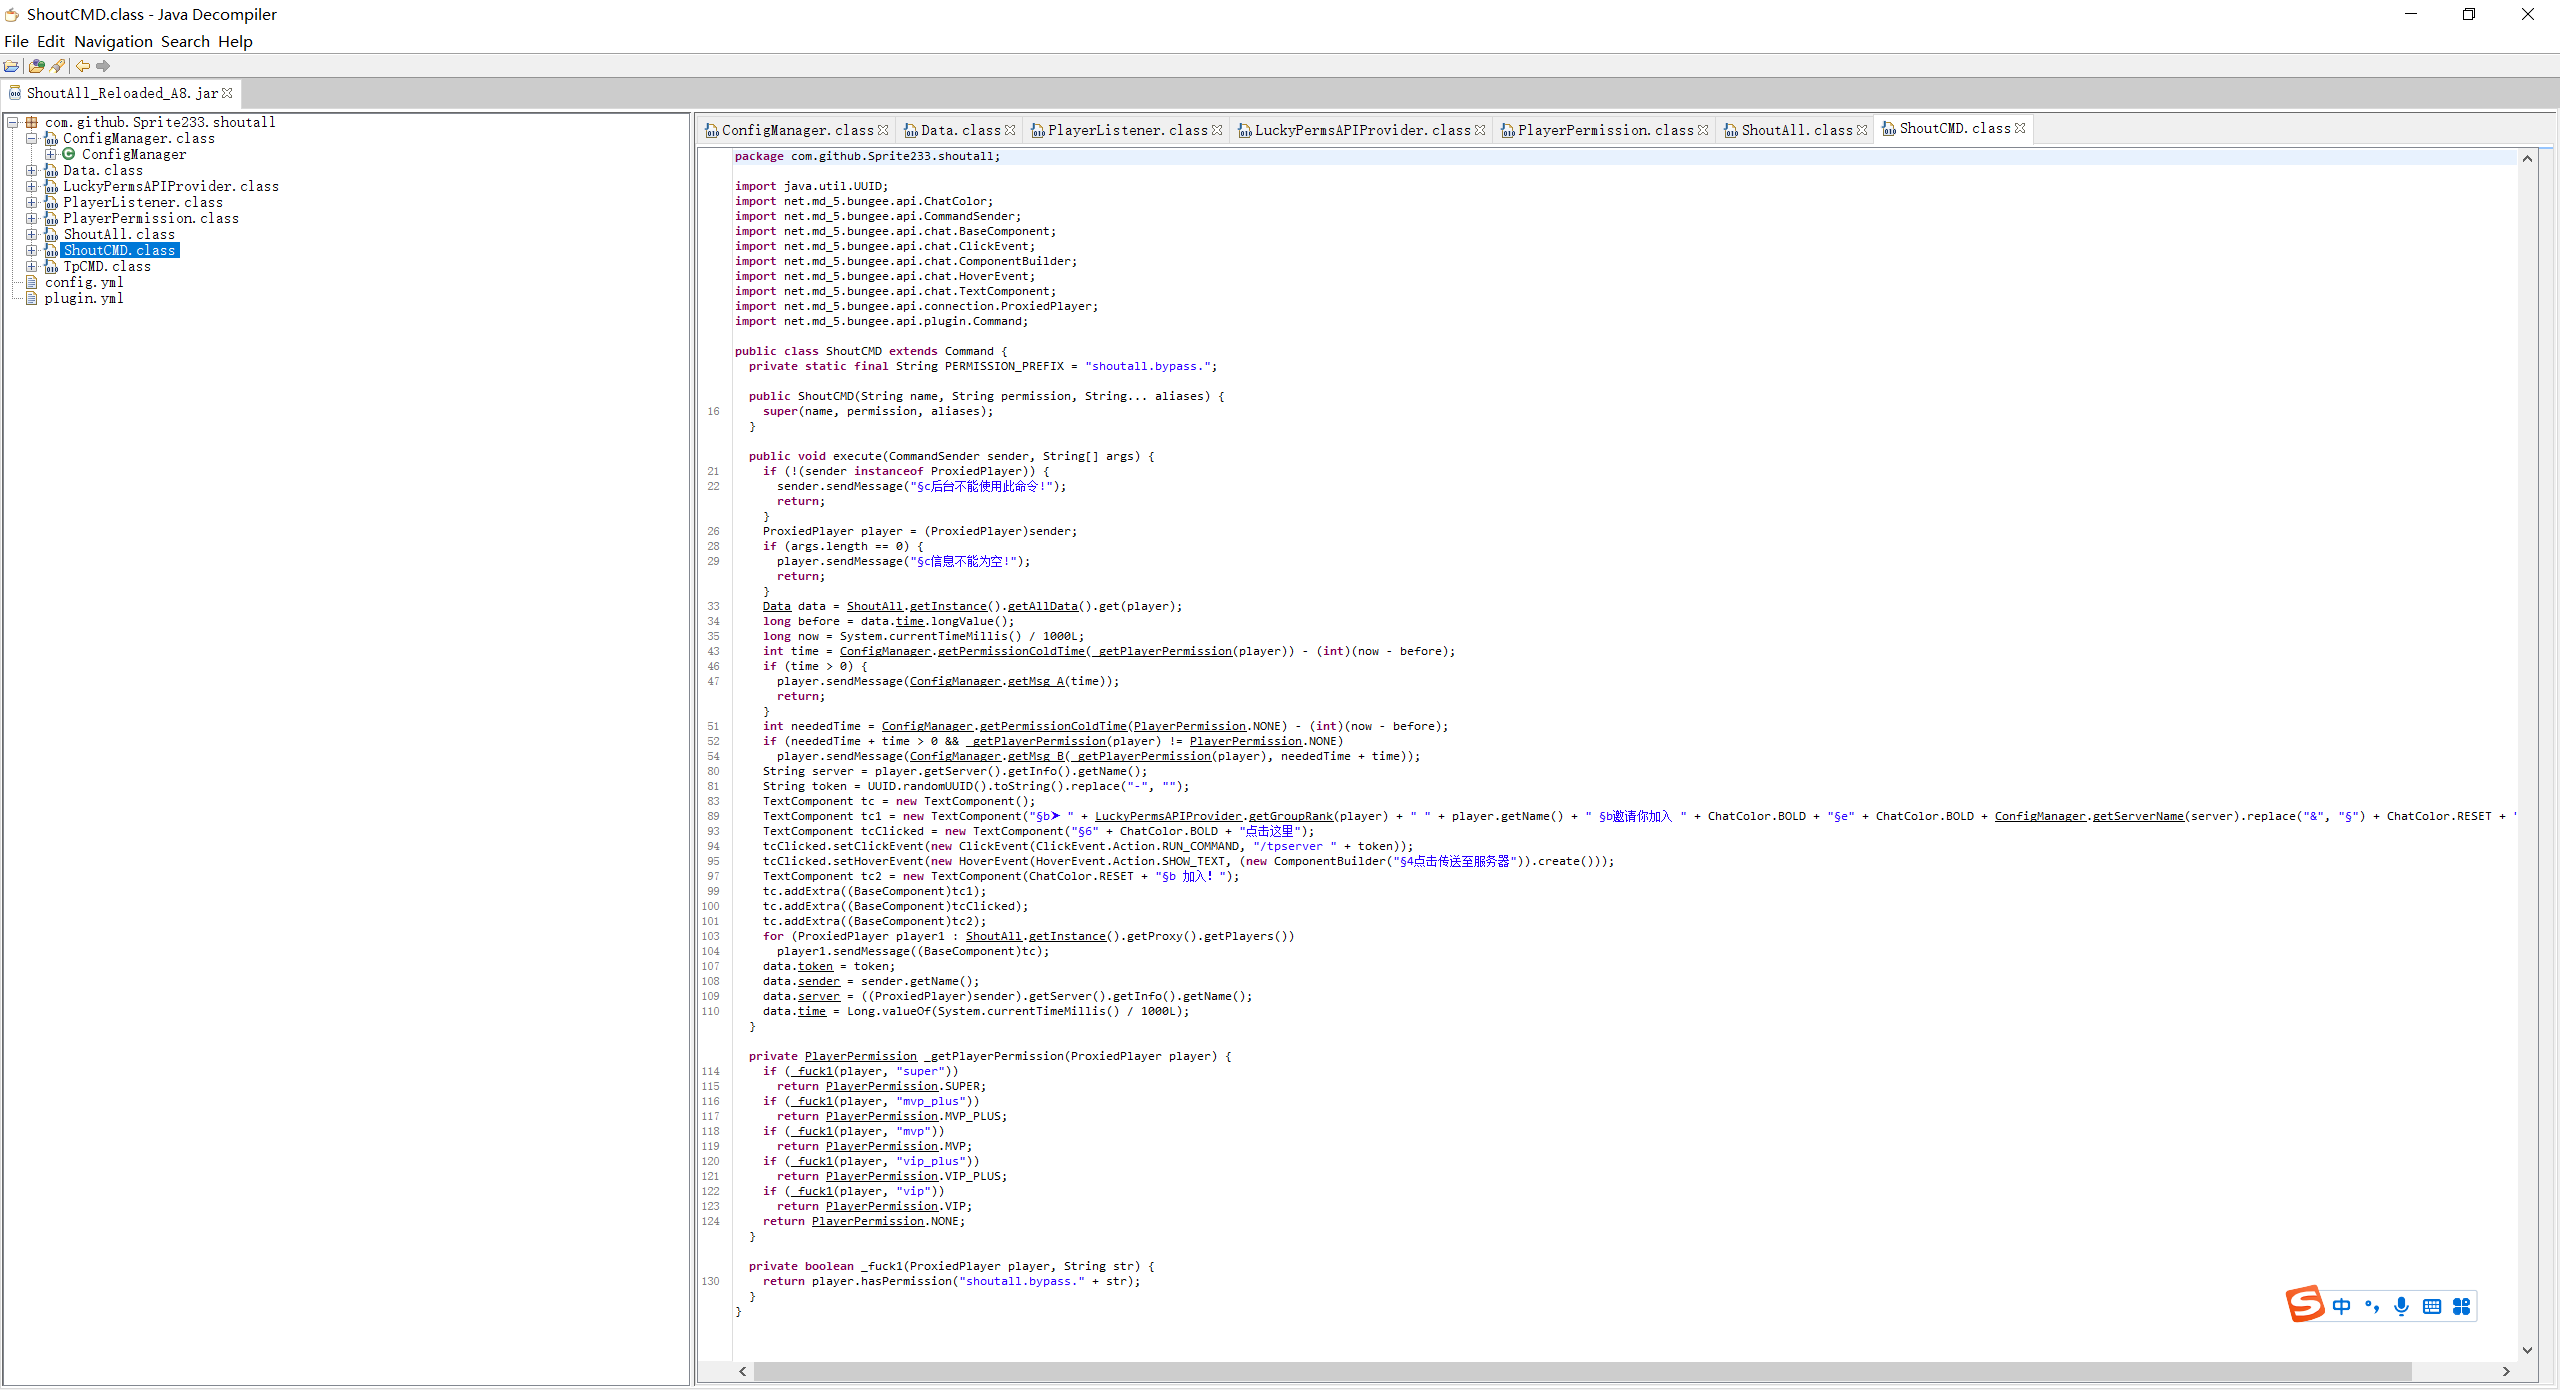 ShoutCMD.class - Java Decompiler
File Edit Navigation Search Help
ShoutAll_Reloaded_A8.jar
com.github.Sprite233.shoutall
ConfigManager.class
ConfigManager
Data.class
LuckyPermsAPIProvider.class
PlayerListener.class
PlayerPermission.class
ShoutAll.class
ShoutCMD.class
TpCMD.class
config.yml
plugin.yml
ConfigManager.class Data.class PlayerListener.class LuckyPermsAPIProvider.class PlayerPermission.class ShoutAll.class ShoutCMD.class
package com.github.Sprite233.shoutall;
import java.util.UUID;
import net.md_5.bungee.api.ChatColor;
import net.md_5.bungee.api.CommandSender;
import net.md_5.bungee.api.chat.BaseComponent;
import net.md_5.bungee.api.chat.ClickEvent;
import net.md_5.bungee.api.chat.ComponentBuilder;
import net.md_5.bungee.api.chat.HoverEvent;
import net.md_5.bungee.api.chat.TextComponent;
import net.md_5.bungee.api.connection.ProxiedPlayer;
import net.md_5.bungee.api.plugin.Command;
public class ShoutCMD extends Command {
private static final String PERMISSION_PREFIX = "shoutall.bypass.";
public ShoutCMD(String name, String permission, String... aliases) {
16 super(name, permission, aliases);
}
public void execute(CommandSender sender, String[] args) {
21 if (!(sender instanceof ProxiedPlayer)) {
22 sender.sendMessage("§c后台不能使用此命令!");
return;
}
26 ProxiedPlayer player = (ProxiedPlayer)sender;
28 if (args.length == 0) {
29 player.sendMessage("§c信息不能为空!");
return;
}
33 Data data = ShoutAll.getInstance().getAllData().get(player);
34 long before = data.time.longValue();
35 long now = System.currentTimeMillis() / 1000L;
43 int time = ConfigManager.getPermissionColdTime(_getPlayerPermission(player)) - (int)(now - before);
46 if (time > 0) {
47 player.sendMessage(ConfigManager.getMsg_A(time));
return;
}
51 int neededTime = ConfigManager.getPermissionColdTime(PlayerPermission.NONE) - (int)(now - before);
52 if (neededTime + time > 0 && _getPlayerPermission(player) != PlayerPermission.NONE)
54 player.sendMessage(ConfigManager.getMsg_B(_getPlayerPermission(player), neededTime + time));
80 String server = player.getServer().getInfo().getName();
81 String token = UUID.randomUUID().toString().replace("-", "");
83 TextComponent tc = new TextComponent();
89 TextComponent tc1 = new TextComponent("§b➤ " + LuckyPermsAPIProvider.getGroupRank(player) + " " + player.getName() + " §b邀请你加入 " + ChatColor.BOLD + "§e" + ChatColor.BOLD + ConfigManager.getServerName(server).replace("&", "§") + ChatColor.RESET + "
93 TextComponent tcClicked = new TextComponent("§6" + ChatColor.BOLD + "点击这里");
94 tcClicked.setClickEvent(new ClickEvent(ClickEvent.Action.RUN_COMMAND, "/tpserver " + token));
95 tcClicked.setHoverEvent(new HoverEvent(HoverEvent.Action.SHOW_TEXT, (new ComponentBuilder("§4点击传送至服务器")).create()));
97 TextComponent tc2 = new TextComponent(ChatColor.RESET + "§b 加入! ");
99 tc.addExtra((BaseComponent)tc1);
100 tc.addExtra((BaseComponent)tcClicked);
101 tc.addExtra((BaseComponent)tc2);
103 for (ProxiedPlayer player1 : ShoutAll.getInstance().getProxy().getPlayers())
104 player1.sendMessage((BaseComponent)tc);
107 data.token = token;
108 data.sender = sender.getName();
109 data.server = ((ProxiedPlayer)sender).getServer().getInfo().getName();
110 data.time = Long.valueOf(System.currentTimeMillis() / 1000L);
}
private PlayerPermission _getPlayerPermission(ProxiedPlayer player) {
114 if (_fuck1(player, "super"))
115 return PlayerPermission.SUPER;
116 if (_fuck1(player, "mvp_plus"))
117 return PlayerPermission.MVP_PLUS;
118 if (_fuck1(player, "mvp"))
119 return PlayerPermission.MVP;
120 if (_fuck1(player, "vip_plus"))
121 return PlayerPermission.VIP_PLUS;
122 if (_fuck1(player, "vip"))
123 return PlayerPermission.VIP;
124 return PlayerPermission.NONE;
}
private boolean _fuck1(ProxiedPlayer player, String str) {
130 return player.hasPermission("shoutall.bypass." + str);
}
}
中